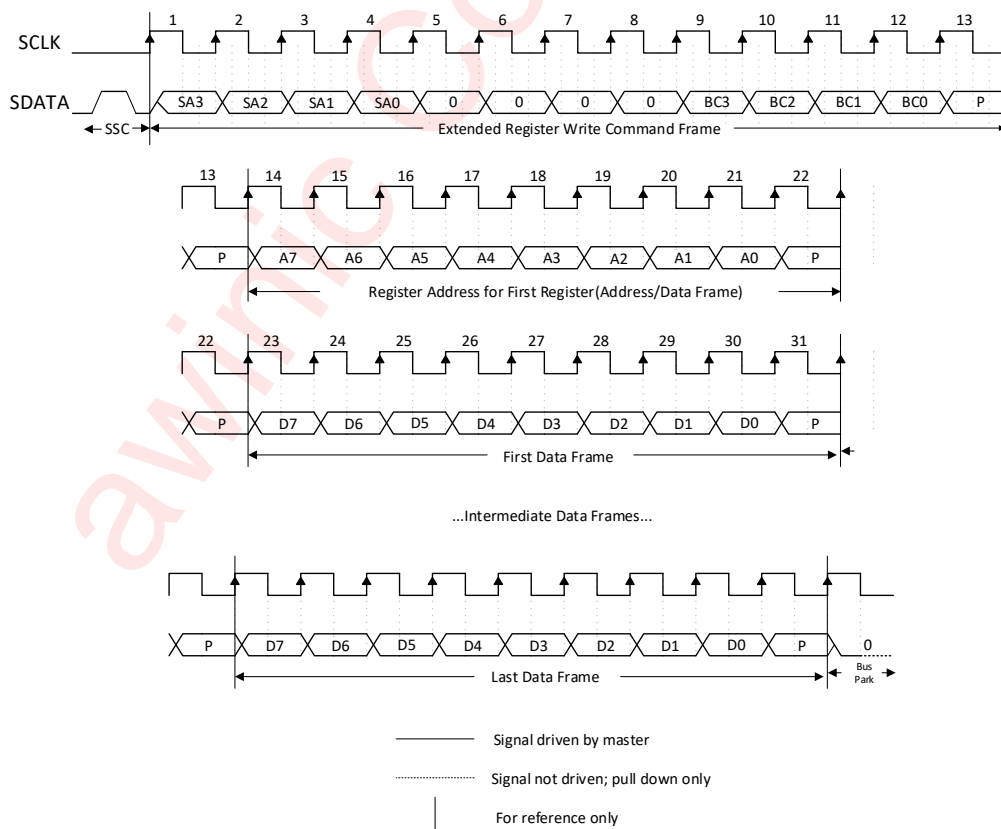 1 2 3 4 5 6 7 8 9 10 11 12 13
SCLK
SDATA SA3 SA2 SA1 SA0 0 0 0 0 BC3 BC2 BC1 BC0 P
SSC Extended Register Write Command Frame
13 14 15 16 17 18 19 20 21 22
P A7 A6 A5 A4 A3 A2 A1 A0 P
Register Address for First Register(Address/Data Frame)
22 23 24 25 26 27 28 29 30 31
P D7 D6 D5 D4 D3 D2 D1 D0 P
First Data Frame
...Intermediate Data Frames...
P D7 D6 D5 D4 D3 D2 D1 D0 P 0
Last Data Frame Bus
Park
Signal driven by master
Signal not driven; pull down only
For reference only
awinic Co